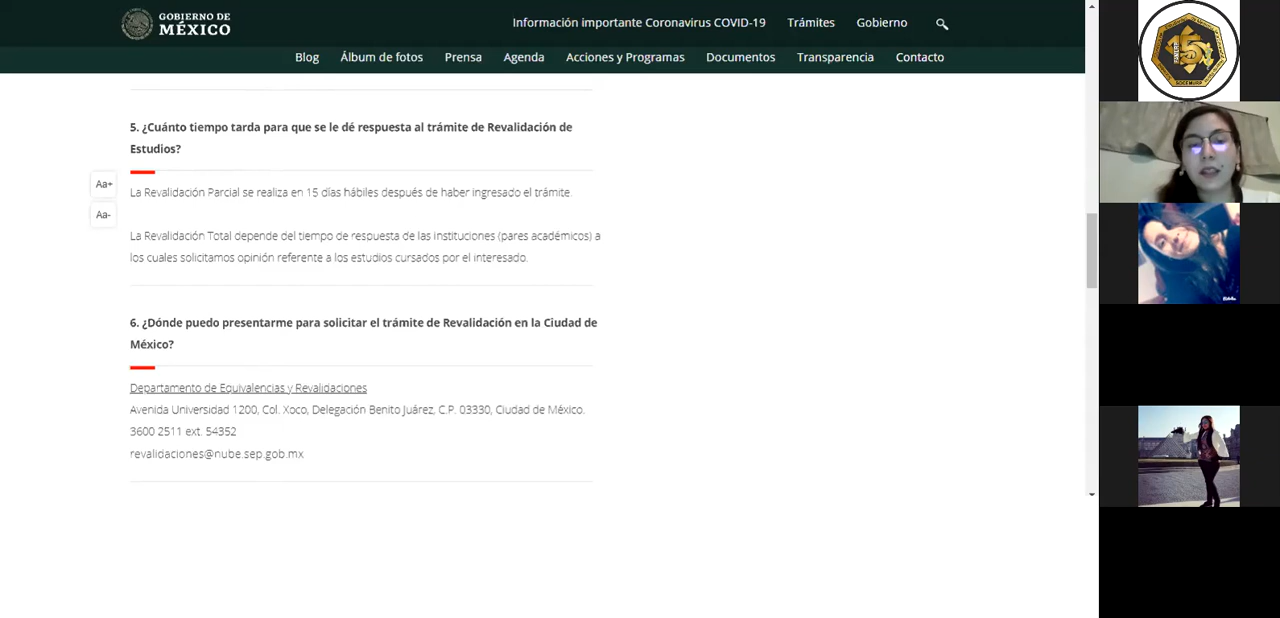 GOBIERNO DE
MÉXICO
Información importante Coronavirus COVID-19 Trámites Gobierno
Blog Álbum de fotos Prensa Agenda Acciones y Programas Documentos Transparencia Contacto
5. ¿Cuánto tiempo tarda para que se le dé respuesta al trámite de Revalidación de
Estudios?
Aa+
La Revalidación Parcial se realiza en 15 días hábiles después de haber ingresado el trámite.
Aa-
La Revalidación Total depende del tiempo de respuesta de las instituciones (pares académicos) a
los cuales solicitamos opinión referente a los estudios cursados por el interesado.
6. ¿Dónde puedo presentarme para solicitar el trámite de Revalidación en la Ciudad de
México?
Departamento de Equivalencias y Revalidaciones
Avenida Universidad 1200, Col. Xoco, Delegación Benito Juárez, C.P. 03330, Ciudad de México.
3600 2511 ext. 54352
revalidaciones@nube.sep.gob.mx
15
SOCEMURP